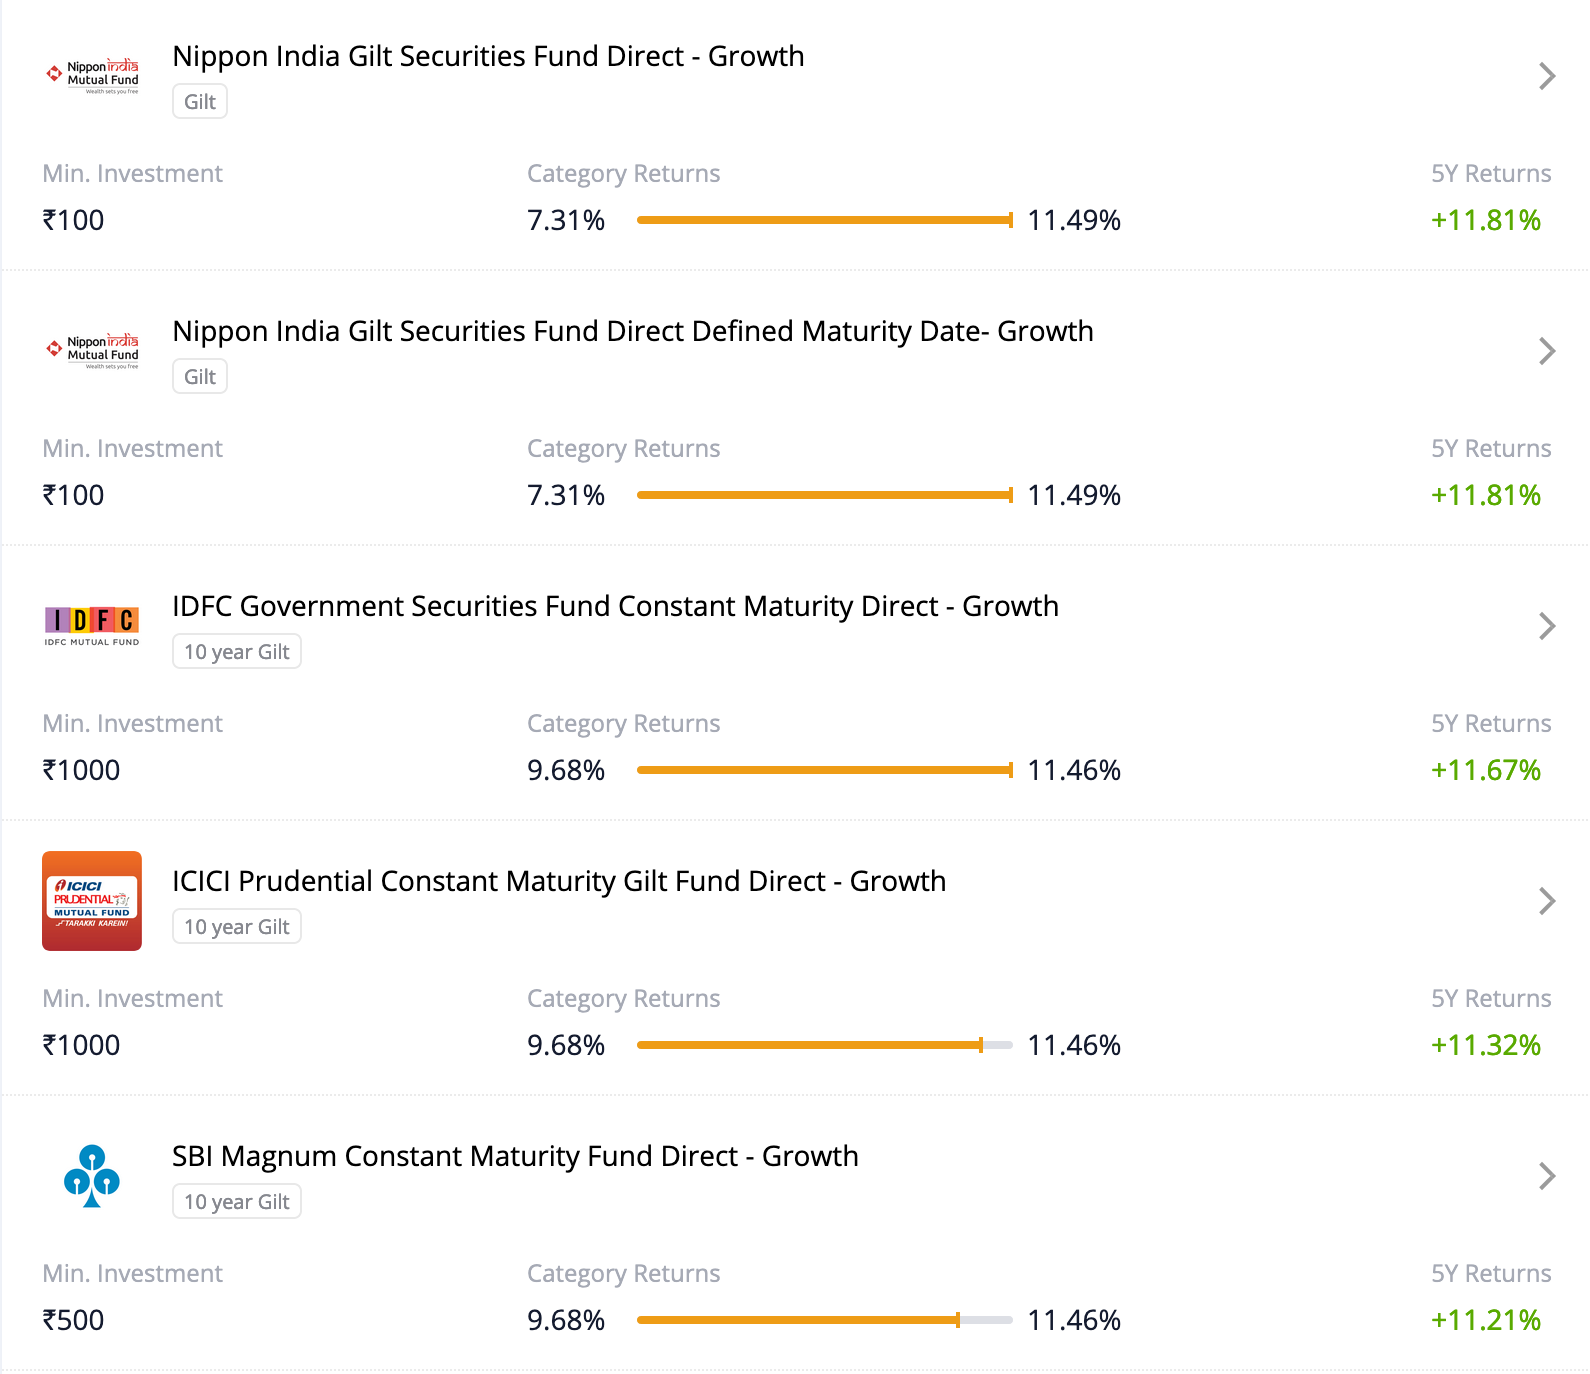 Nippon india
Mutual Fund
Wealth sets you free
Nippon India Gilt Securities Fund Direct - Growth
Gilt
Min. Investment Category Returns 5Y Returns
₹100 7.31% 11.49% +11.81%
Nippon india
Mutual Fund
Wealth sets you free
Nippon India Gilt Securities Fund Direct Defined Maturity Date- Growth
Gilt
Min. Investment Category Returns 5Y Returns
₹100 7.31% 11.49% +11.81%
IDFC
IDFC MUTUAL FUND
IDFC Government Securities Fund Constant Maturity Direct - Growth
10 year Gilt
Min. Investment Category Returns 5Y Returns
₹1000 9.68% 11.46% +11.67%
ICICI
PRUDENTIAL
MUTUAL FUND
TARAKKI KAREIN!
ICICI Prudential Constant Maturity Gilt Fund Direct - Growth
10 year Gilt
Min. Investment Category Returns 5Y Returns
₹1000 9.68% 11.46% +11.32%
SBI Magnum Constant Maturity Fund Direct - Growth
10 year Gilt
Min. Investment Category Returns 5Y Returns
₹500 9.68% 11.46% +11.21%